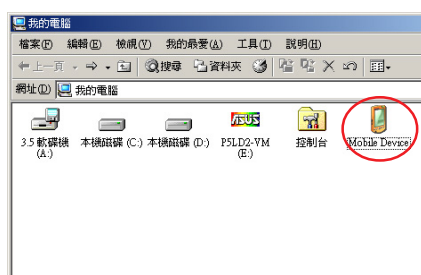 我的電腦
檔案(F) 編輯(E) 檢視(V) 我的最愛(A) 工具(T) 說明(H)
上一頁 搜尋 資料夾
網址(D) 我的電腦
ASUS
3.5 軟碟機 (A:)
本機磁碟 (C:)
本機磁碟 (D:)
P5LD2-VM (E:)
控制台
Mobile Device